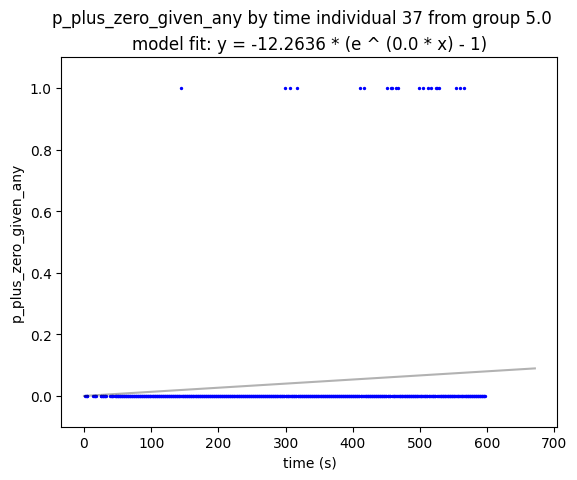 p_plus_zero_given_any by time individual 37 from group 5.0
model fit: y = -12.2636 * (e ^ (0.0 * x) - 1)
1.0
0.8
0.6
0.4
0.2
0.0
p_plus_zero_given_any
0 100 200 300 400 500 600 700
time (s)